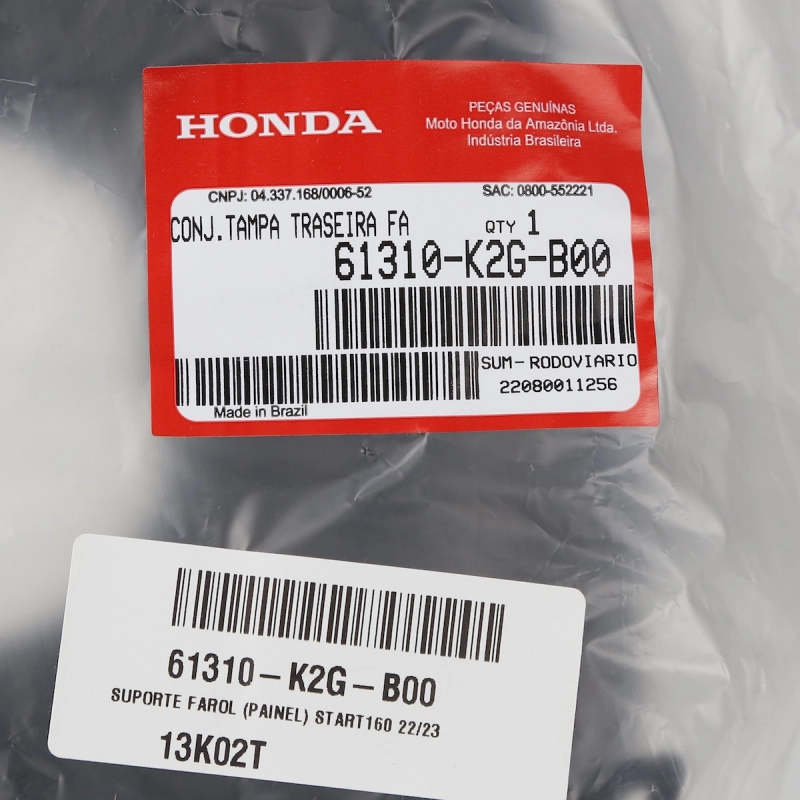 HONDA
PEÇAS GENUÍNAS
Moto Honda da Amazônia Ltda.
Indústria Brasileira
CNPJ: 04.337.168/0006-52
SAC: 0800-552221
CONJ.TAMPA TRASEIRA FA
QTY 1
61310-K2G-B00
SUM-RODOVIARIO
22080011256
Made in Brazil
61310-K2G-B00
SUPORTE FAROL (PAINEL) START160 22/23
13K02T